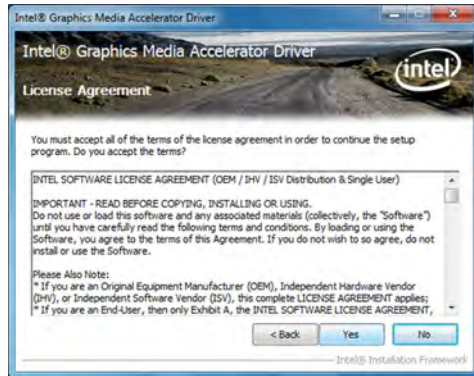 Intel® Graphics Media Accelerator Driver
Intel® Graphics Media Accelerator Driver
intel
License Agreement
You must accept all of the terms of the license agreement in order to continue the setup
program. Do you accept the terms?
INTEL SOFTWARE LICENSE AGREEMENT (OEM / IHV / ISV Distribution & Single User)
IMPORTANT - READ BEFORE COPYING, INSTALLING OR USING.
Do not use or load this software and any associated materials (collectively, the "Software")
until you have carefully read the following terms and conditions. By loading or using the
Software, you agree to the terms of this Agreement. If you do not wish to so agree, do not
install or use the Software.
Please Also Note:
* If you are an Original Equipment Manufacturer (OEM), Independent Hardware Vendor
(IHV), or Independent Software Vendor (ISV), this complete LICENSE AGREEMENT applies;
* If you are an End-User, then only Exhibit A, the INTEL SOFTWARE LICENSE AGREEMENT,
< Back Yes No
Intel® Installation Framework